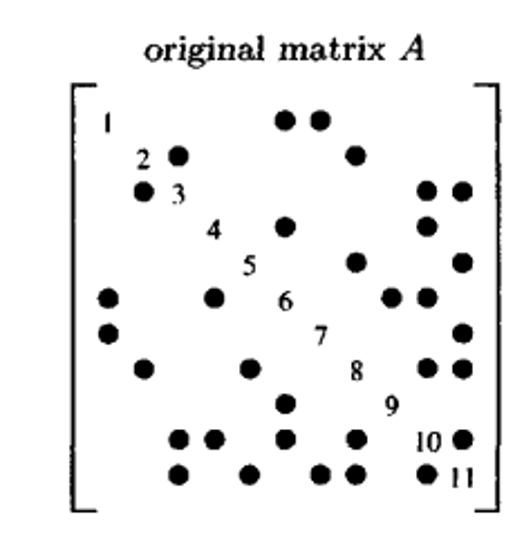 original matrix A
1 ● ●
2 ● ●
● 3 ● ●
4 ● ●
5 ● ●
● ● 6 ● ●
● 7 ●
● ● 8 ● ●
● 9
● ● ● ● 10 ●
● ● ● ● ● 11